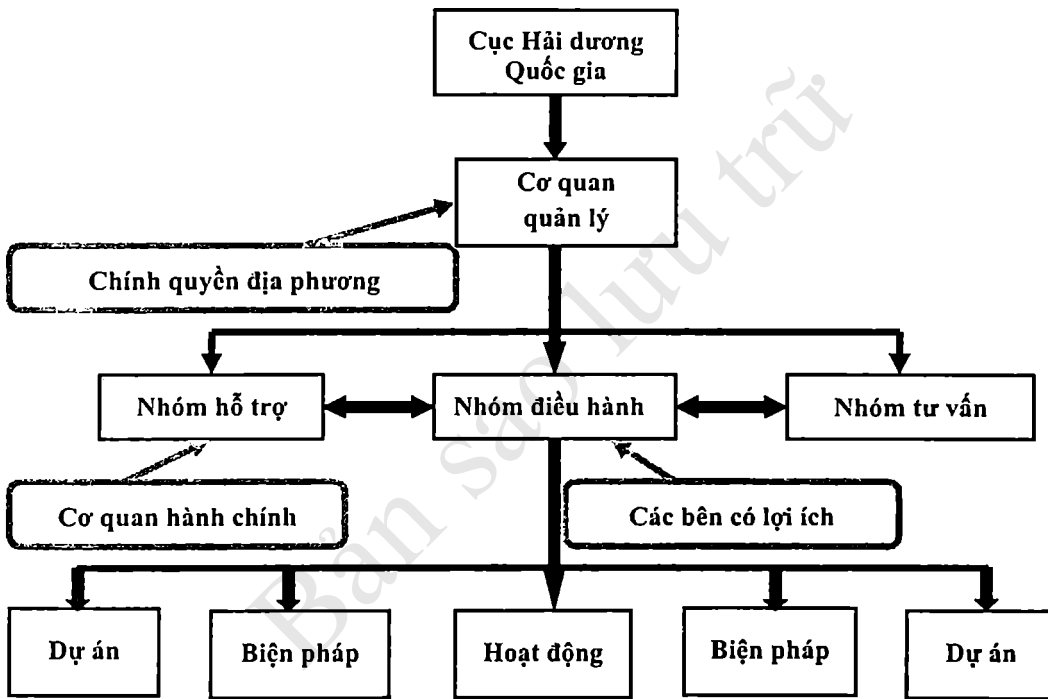 Cục Hải dương
Quốc gia
Cơ quan
quản lý
Chính quyền địa phương
Nhóm hỗ trợ
Nhóm điều hành
Nhóm tư vấn
Cơ quan hành chính
Các bên có lợi ích
Dự án
Biện pháp
Hoạt động
Biện pháp
Dự án
Bản sao lưu trữ